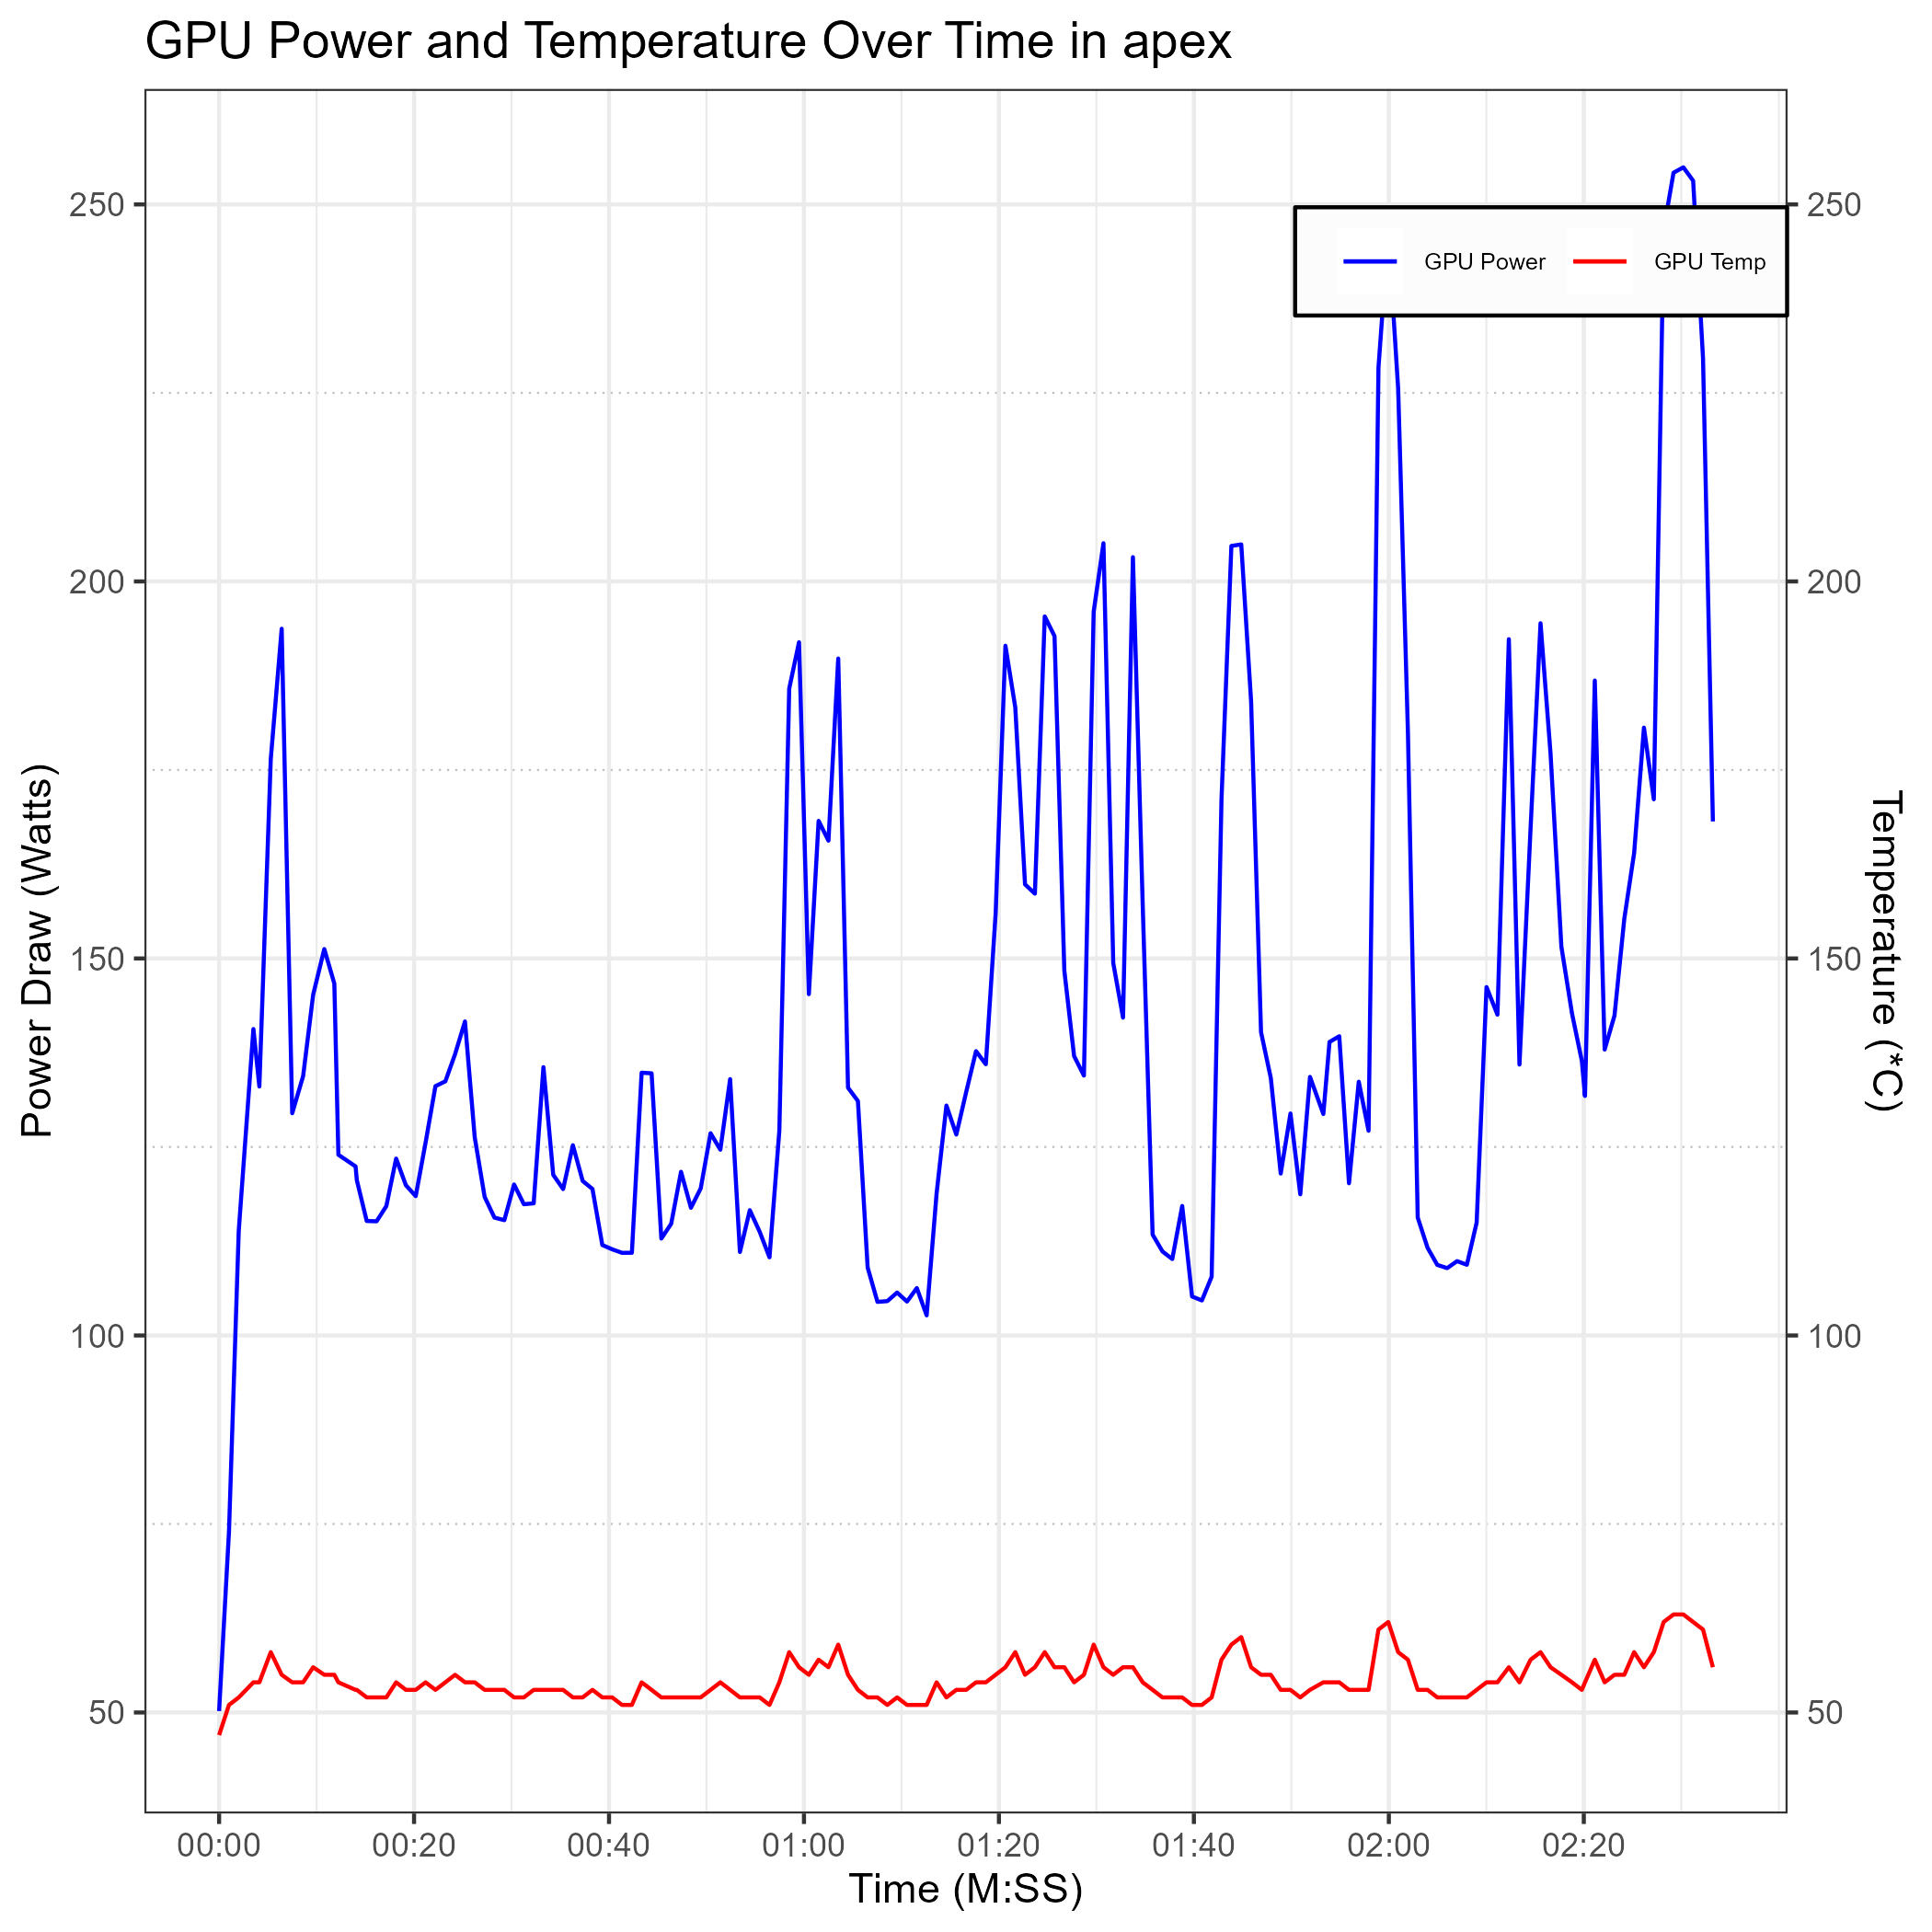 GPU Power and Temperature Over Time in apex
250
200
150
100
50
Power Draw (Watts)
GPU Power GPU Temp
250
200
150
100
50
Temperature (*C)
00:00 00:20 00:40 01:00 01:20 01:40 02:00 02:20
Time (M:SS)